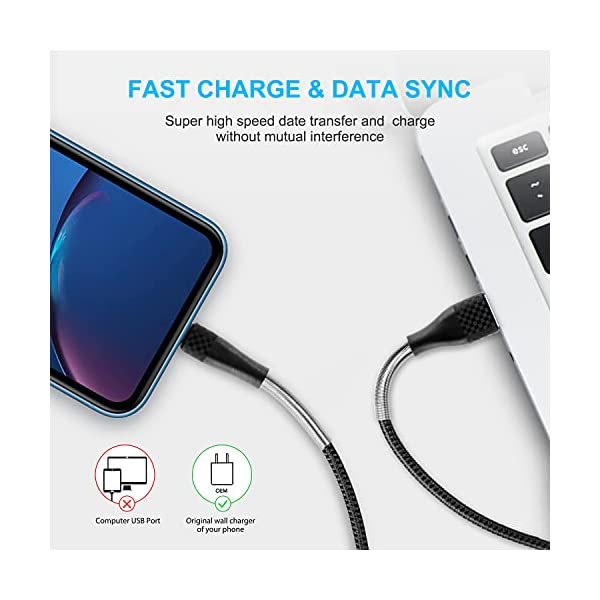 FAST CHARGE & DATA SYNC
Super high speed date transfer and charge
without mutual interference
esc
~
OEM
Computer USB Port
Original wall charger
of your phone